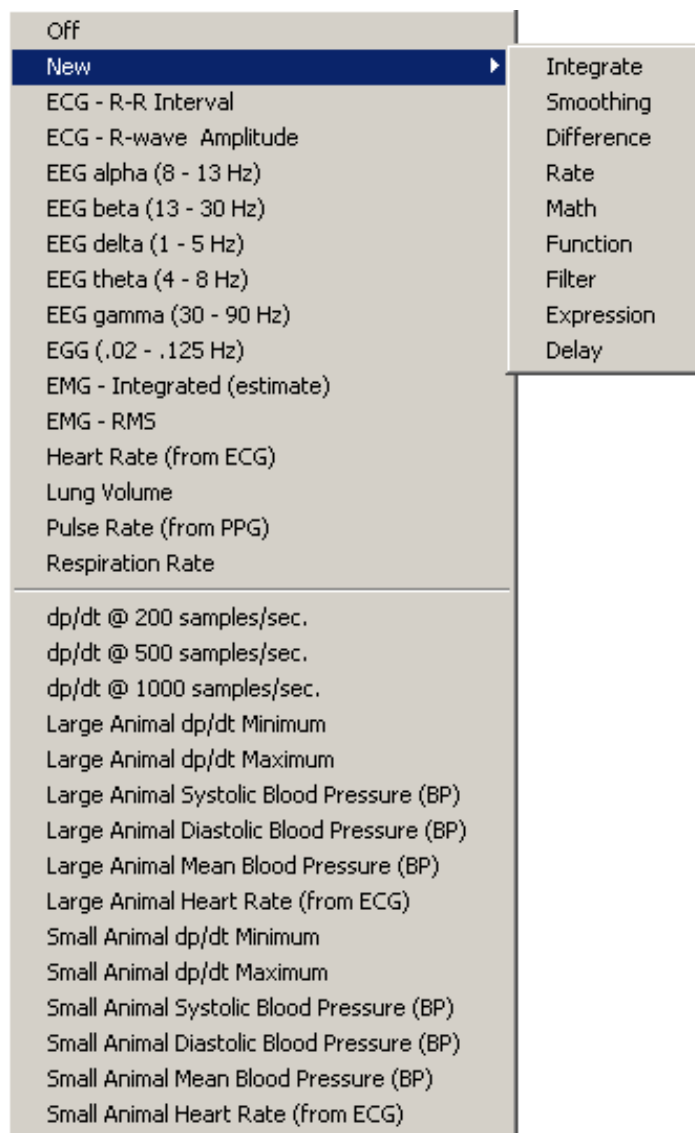 Off
New
Integrate
Smoothing
Difference
Rate
Math
Function
Filter
Expression
Delay
ECG - R-R Interval
ECG - R-wave  Amplitude
EEG alpha (8 - 13 Hz)
EEG beta (13 - 30 Hz)
EEG delta (1 - 5 Hz)
EEG theta (4 - 8 Hz)
EEG gamma (30 - 90 Hz)
EGG (.02 - .125 Hz)
EMG - Integrated (estimate)
EMG - RMS
Heart Rate (from ECG)
Lung Volume
Pulse Rate (from PPG)
Respiration Rate
dp/dt @ 200 samples/sec.
dp/dt @ 500 samples/sec.
dp/dt @ 1000 samples/sec.
Large Animal dp/dt Minimum
Large Animal dp/dt Maximum
Large Animal Systolic Blood Pressure (BP)
Large Animal Diastolic Blood Pressure (BP)
Large Animal Mean Blood Pressure (BP)
Large Animal Heart Rate (from ECG)
Small Animal dp/dt Minimum
Small Animal dp/dt Maximum
Small Animal Systolic Blood Pressure (BP)
Small Animal Diastolic Blood Pressure (BP)
Small Animal Mean Blood Pressure (BP)
Small Animal Heart Rate (from ECG)